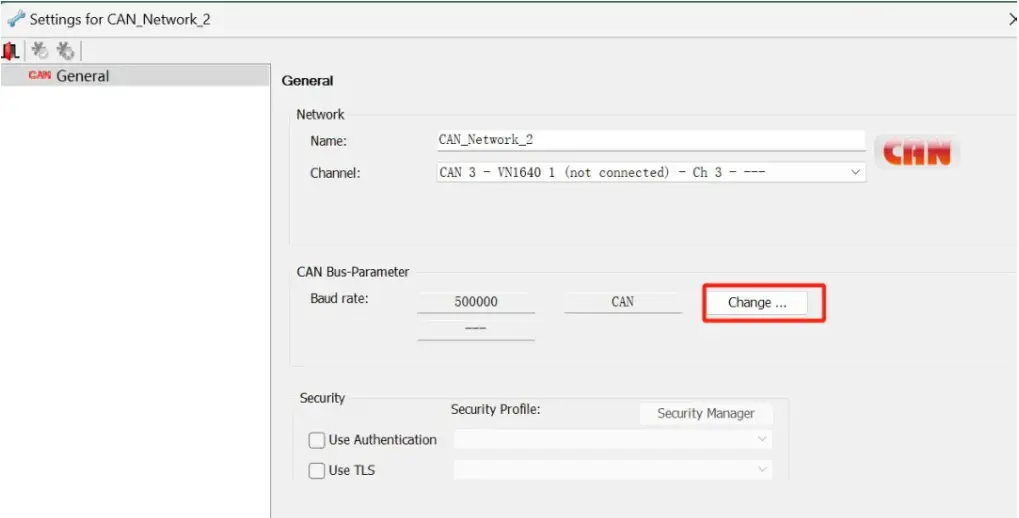 Settings for CAN_Network_2
CAN General
General
Network
Name: CAN_Network_2
CAN
Channel: CAN 3 - VN1640 1 (not connected) - Ch 3 - ---
CAN Bus-Parameter
Baud rate: 500000 CAN Change ...
---
Security
Security Profile: Security Manager
Use Authentication
Use TLS